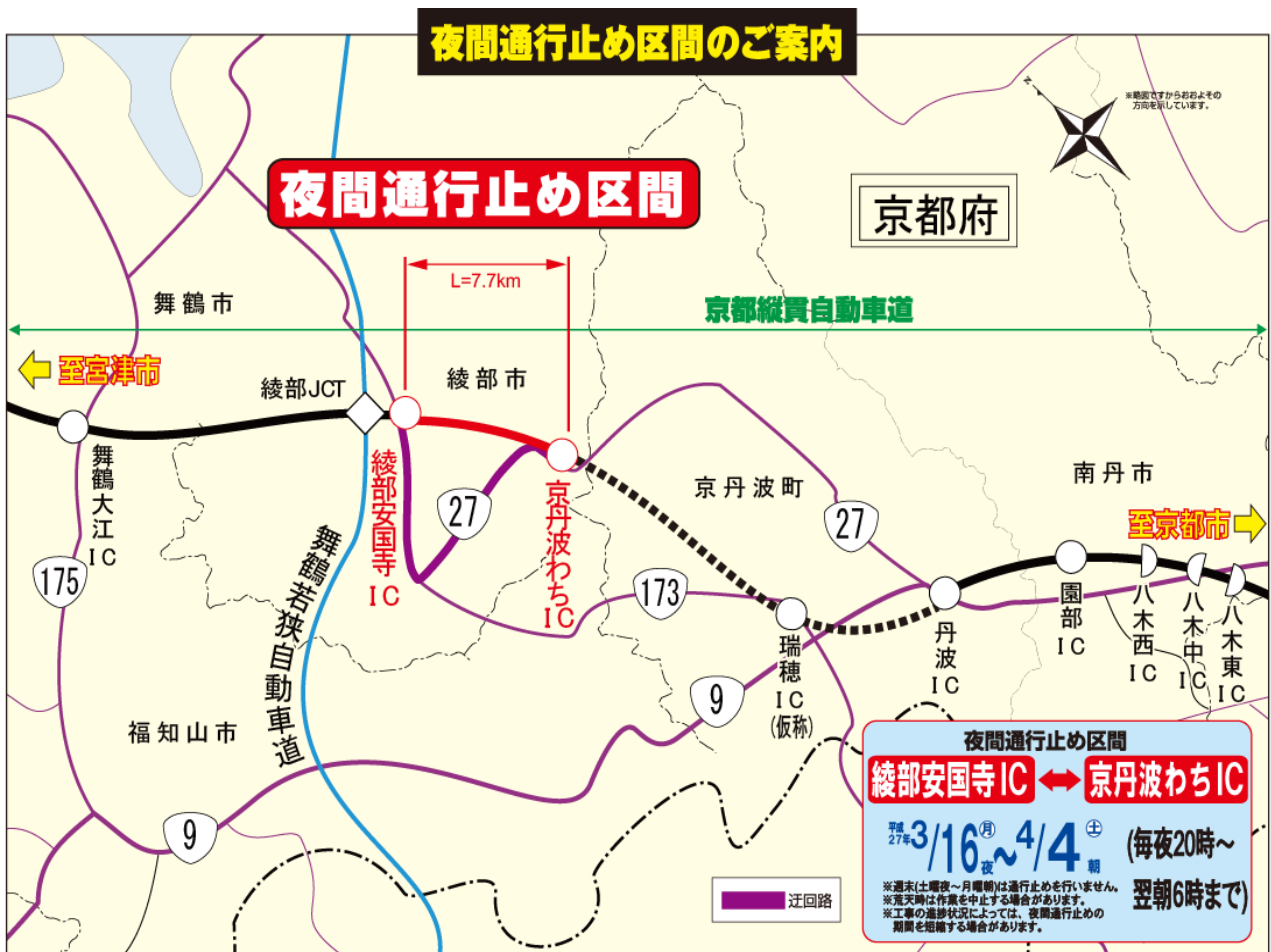 夜間通行止め区間のご案内
N
※略図ですからおおよその
方向を示しています。
夜間通行止め区間
京都府
L=7.7km
舞鶴市
京都縦貫自動車道
至宮津市
綾部JCT
綾部市
舞鶴大江IC
綾部安国寺IC
京丹波わちIC
27
京丹波町
27
南丹市
至京都市
175
舞鶴若狭自動車道
173
瑞穂IC
(仮称)
丹波IC
園部IC
八木西IC
八木中IC
八木東IC
9
福知山市
9
夜間通行止め区間
綾部安国寺IC
京丹波わちIC
平成27年3/16㊊夜~4/4㊏朝
(毎夜20時~
翌朝6時まで)
※週末(土曜夜~月曜朝)は通行止めを行いません。
※荒天時は作業を中止する場合があります。
※工事の進捗状況によっては、夜間通行止めの
期間を短縮する場合があります。
迂回路